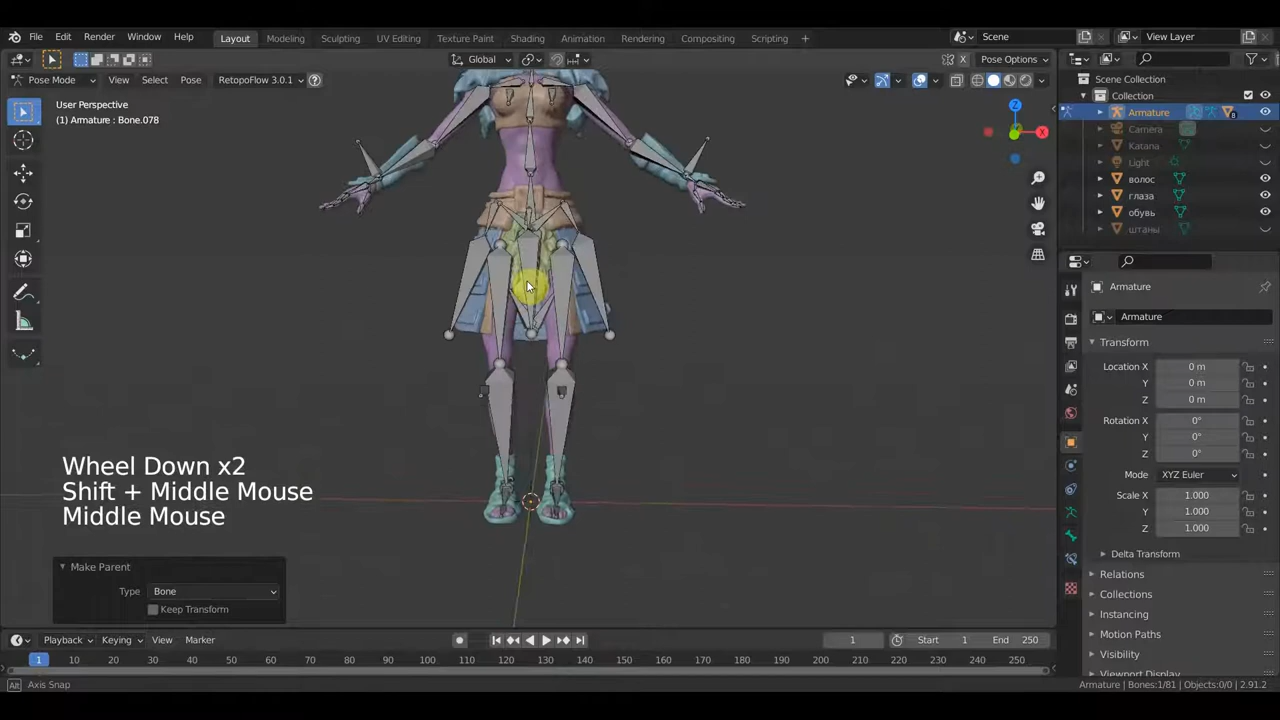 File Edit Render Window Help Layout Modeling Sculpting UV Editing Texture Paint Shading Animation Rendering Compositing Scripting + Scene View Layer
Global Pose Options
Pose Mode View Select Pose RetopoFlow 3.0.1
User Perspective
(1) Armature : Bone.078
Scene Collection
Collection
Armature
Camera
Katana
Light
волос
глаза
обувь
штаны
X
Z
Armature
Armature
Transform
Location X 0 m
Y 0 m
Z 0 m
Rotation X 0°
Y 0°
Z 0°
Mode XYZ Euler
Scale X 1.000
Y 1.000
Z 1.000
Delta Transform
Relations
Collections
Instancing
Motion Paths
Visibility
Viewport Display
Wheel Down x2
Shift + Middle Mouse
Middle Mouse
Make Parent
Type Bone
Keep Transform
Playback Keying View Marker 1 Start 1 End 250
1 10 20 30 40 50 60 70 80 90 100 110 120 130 140 150 160 170 180 190 200 210 220 230 240 250
Alt Axis Snap Armature | Bones:1/81 | Objects:0/0 | 2.91.2